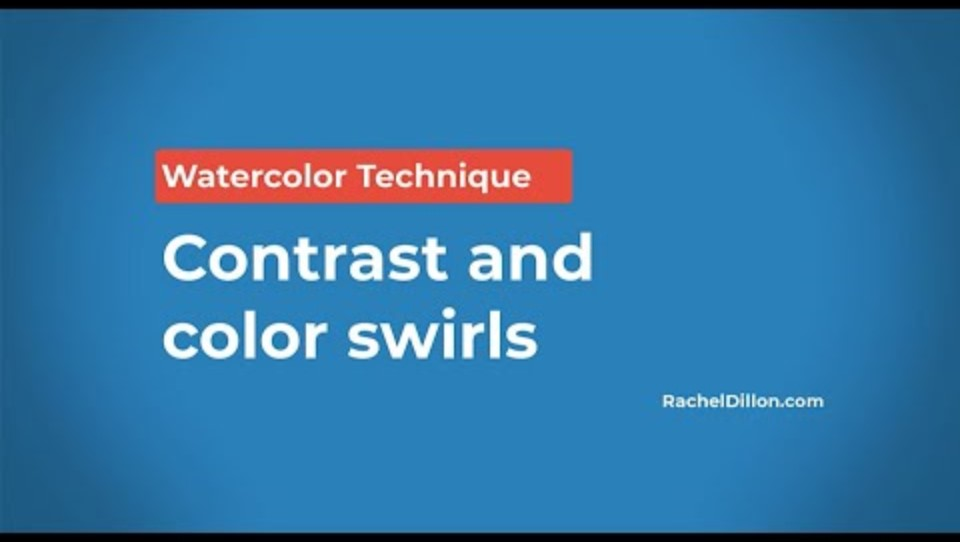 Watercolor Technique
Contrast and
color swirls
RachelDillon.com